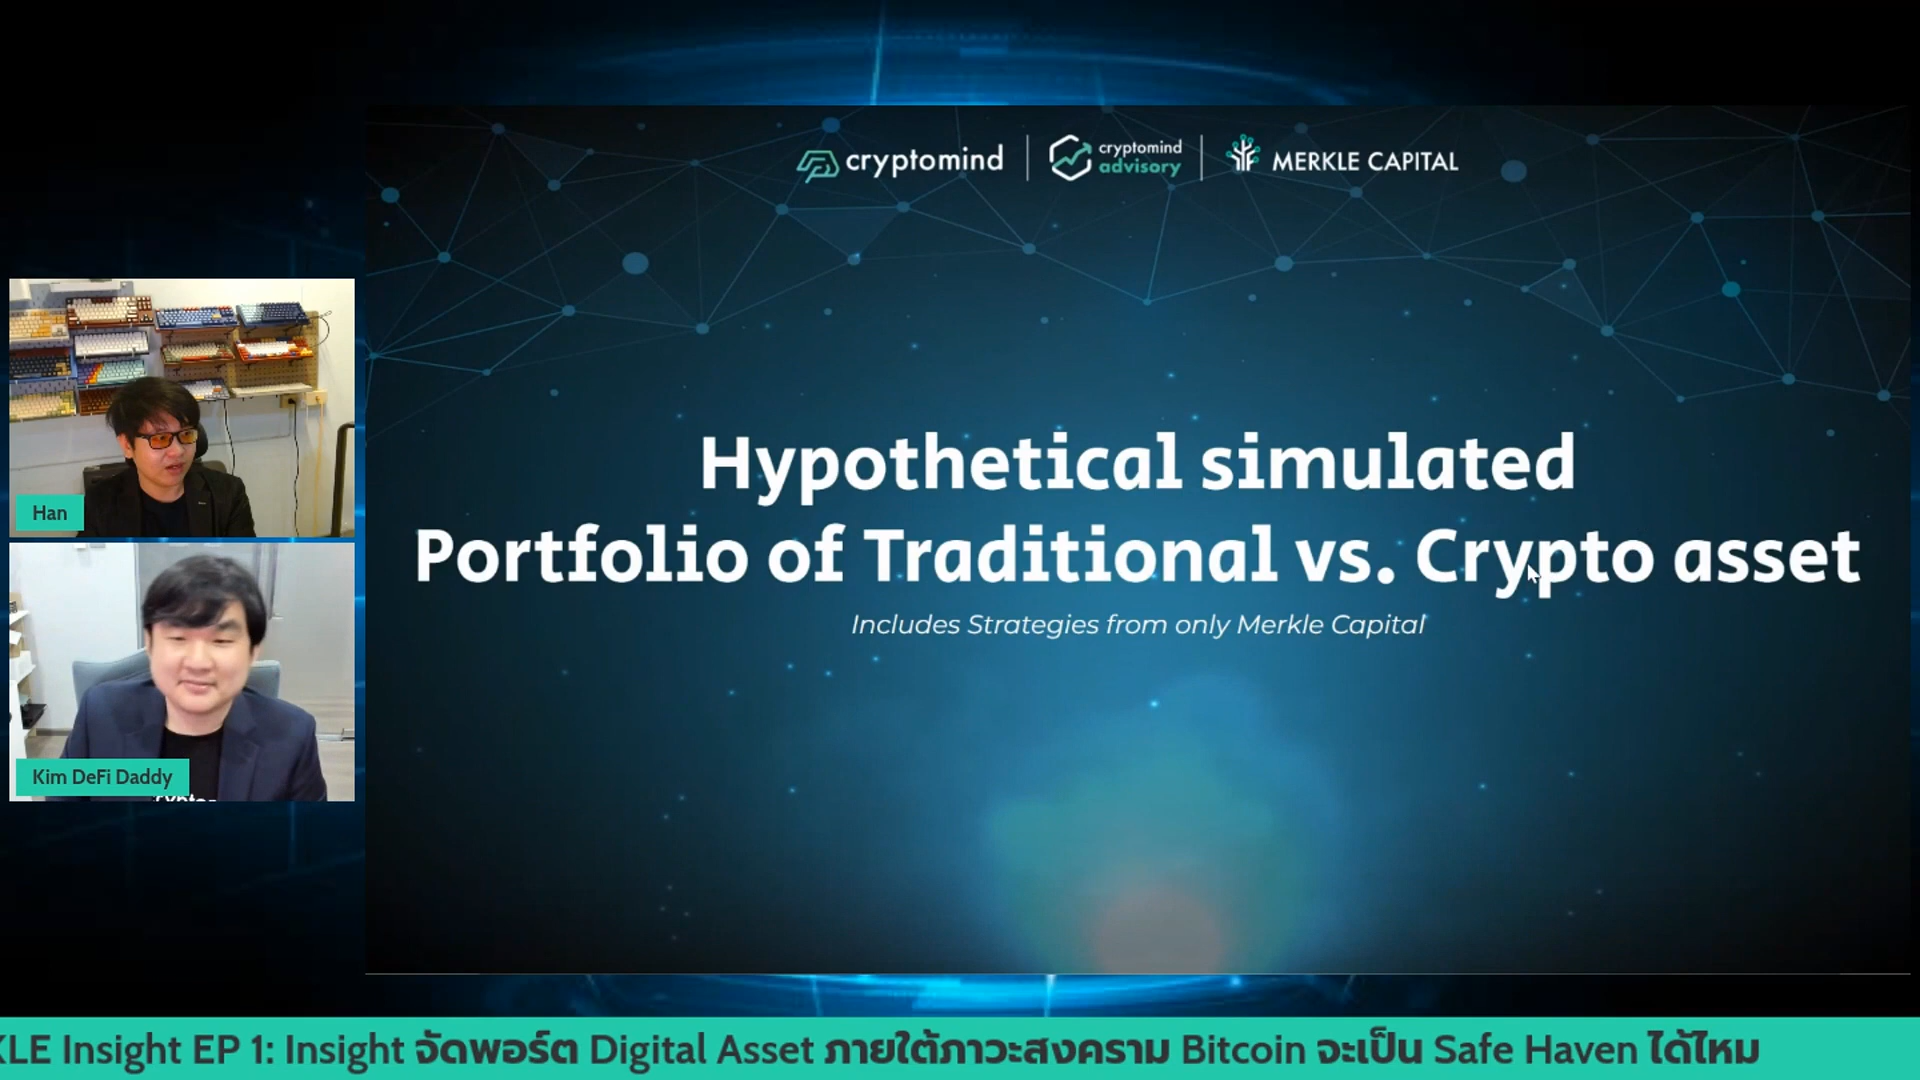 cryptomind
cryptomind
advisory
MERKLE CAPITAL
Hypothetical simulated
Portfolio of Traditional vs. Crypto asset
Includes Strategies from only Merkle Capital
Han
Kim DeFi Daddy
KLE Insight EP 1: Insight จัดพอร์ต Digital Asset ภายใต้ภาวะสงคราม Bitcoin จะเป็น Safe Haven ได้ไหม